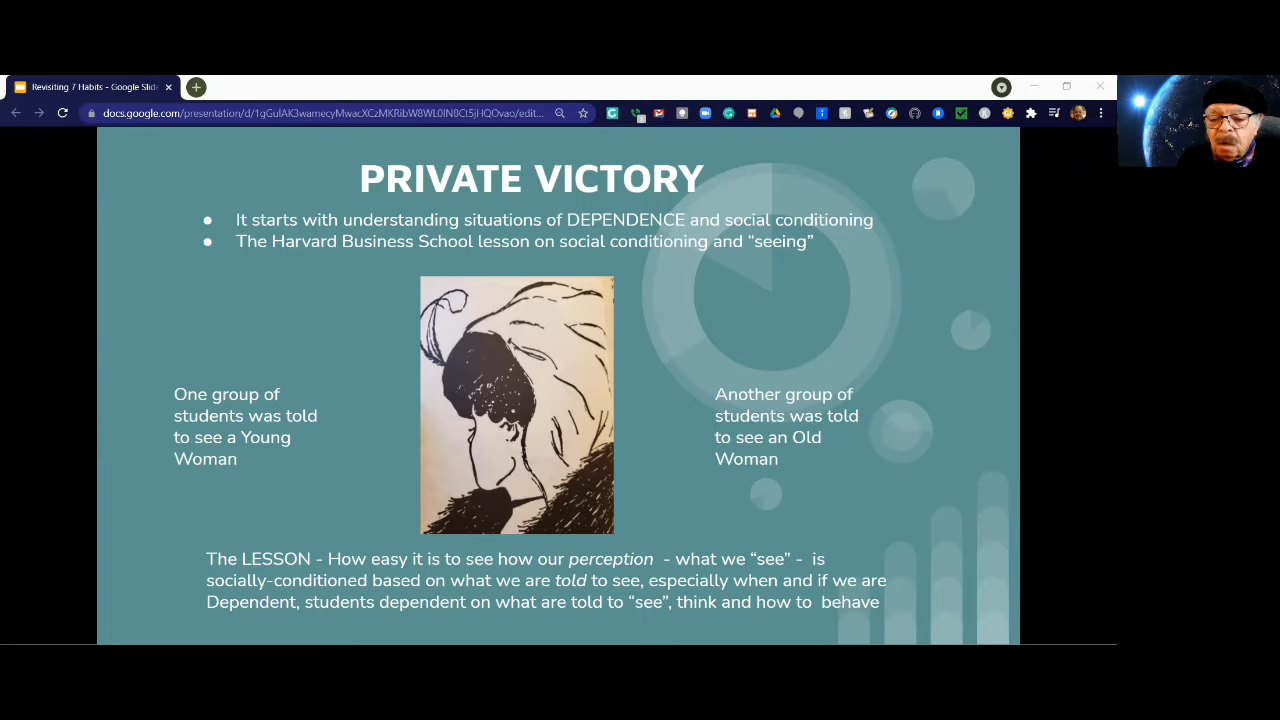 Revisiting 7 Habits - Google Slide
docs.google.com/presentation/d/1gGulAK3wamecyMwacXCzMKRibW8WL0IN8Ct5jHQOvao/edit...
PRIVATE VICTORY
● It starts with understanding situations of DEPENDENCE and social conditioning
● The Harvard Business School lesson on social conditioning and “seeing”
One group of
students was told
to see a Young
Woman
Another group of
students was told
to see an Old
Woman
The LESSON - How easy it is to see how our perception - what we “see” - is
socially-conditioned based on what we are told to see, especially when and if we are
Dependent, students dependent on what are told to “see”, think and how to behave